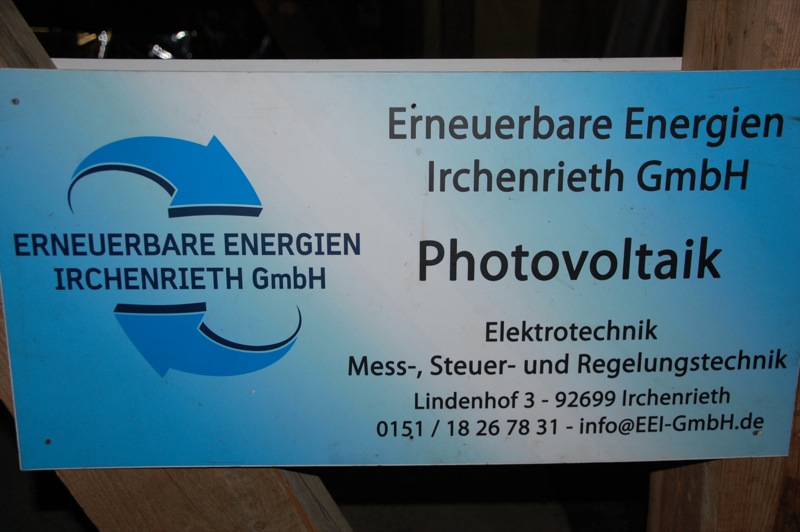 ERNEUERBARE ENERGIEN
IRCHENRIETH GmbH
Erneuerbare Energien
Irchenrieth GmbH
Photovoltaik
Elektrotechnik
Mess-, Steuer- und Regelungstechnik
Lindenhof 3 - 92699 Irchenrieth
0151 / 18 26 78 31 - info@EEI-GmbH.de